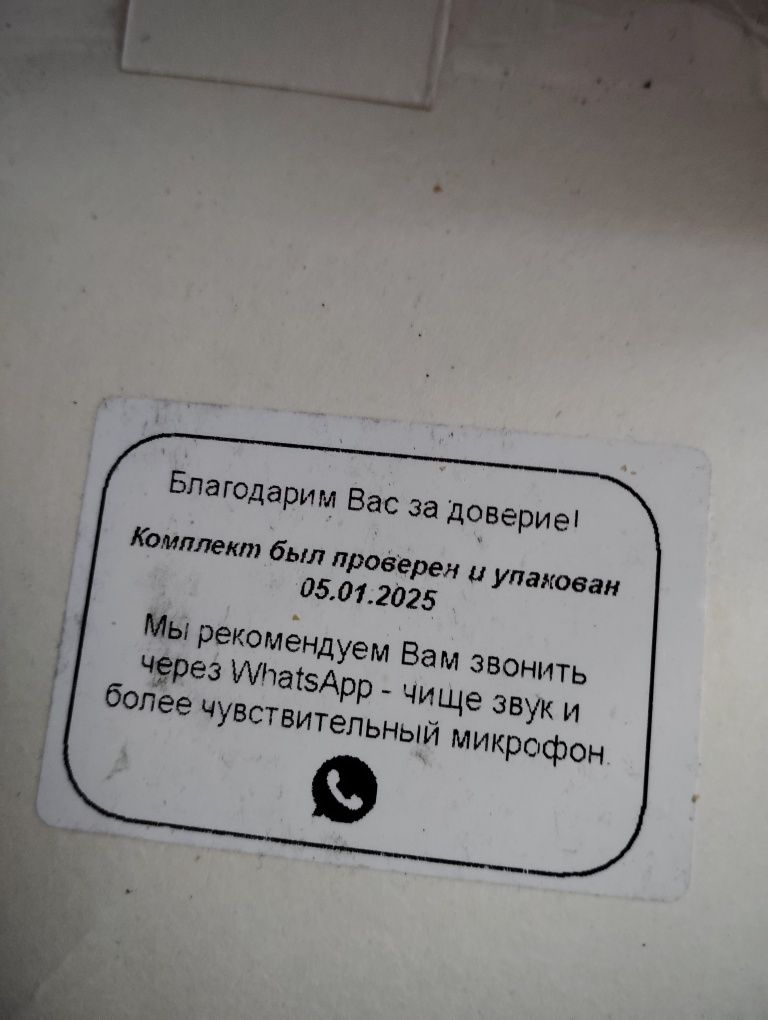 Благодарим Вас за доверие!
Комплект был проверен и упакован
05.01.2025
Мы рекомендуем Вам звонить
через WhatsApp - чище звук и
более чувствительный микрофон.